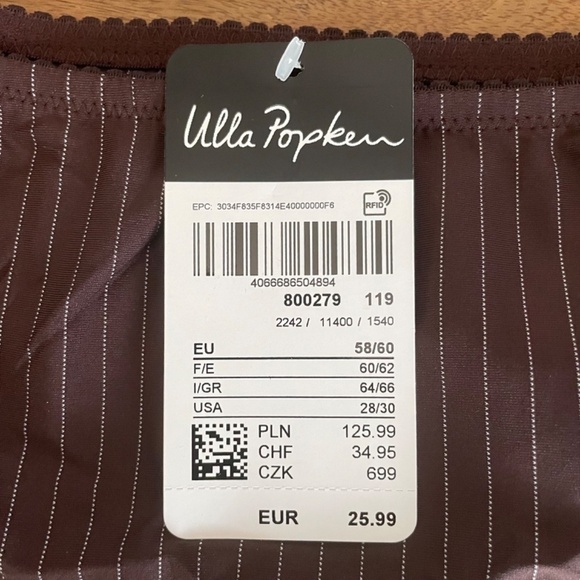 Ulla Popken
EPC: 3034F835F8314E40000000F6
RFID
4066686504894
800279 119
2242 / 11400 / 1540
EU 58/60
F/E 60/62
I/GR 64/66
USA 28/30
PLN 125.99
CHF 34.95
CZK 699
EUR 25.99